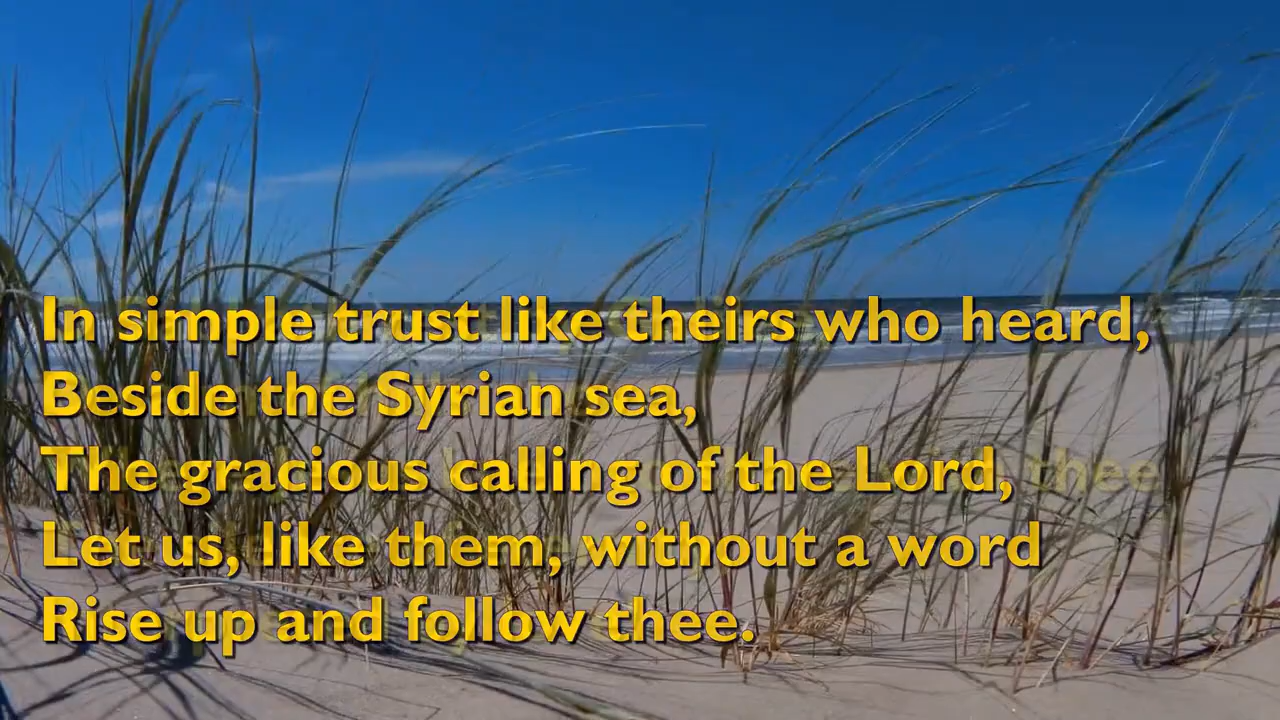 In simple trust like theirs who heard,
Beside the Syrian sea,
The gracious calling of the Lord,
Let us, like them, without a word
Rise up and follow thee.
thee